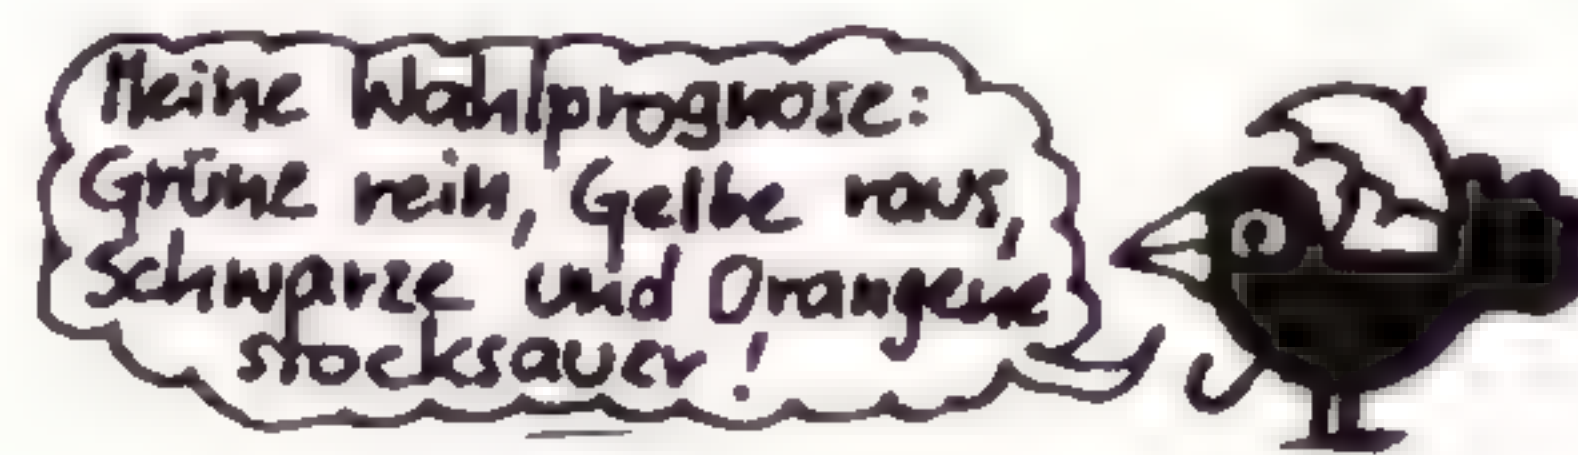 Meine Wahlprognose:
Grüne rein, Gelbe raus,
Schwarze und Orangene
stocksauer!